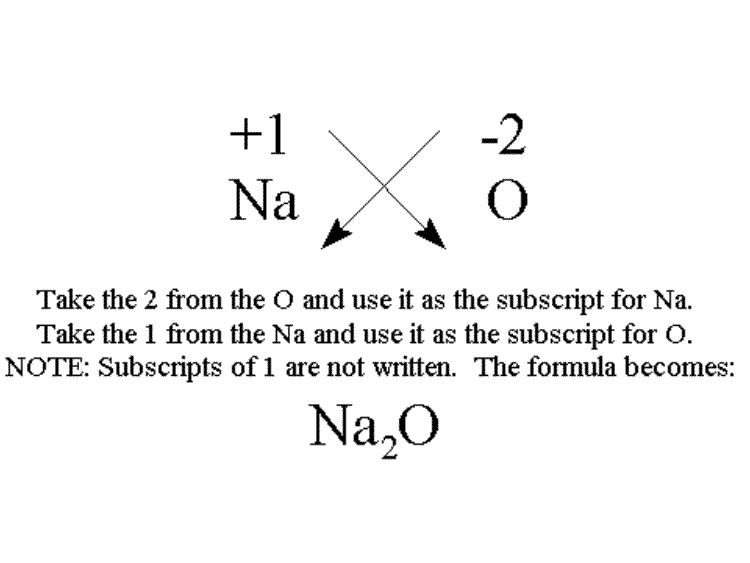 +1 -2
Na O
Take the 2 from the O and use it as the subscript for Na.
Take the 1 from the Na and use it as the subscript for O.
NOTE: Subscripts of 1 are not written. The formula becomes:
Na₂O